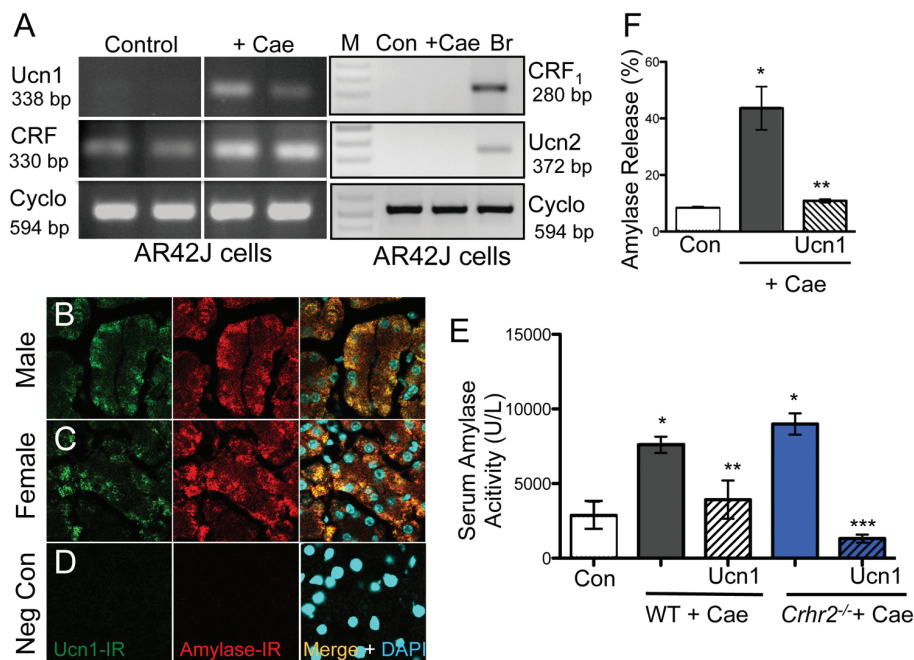 A
Control
+ Cae
M Con +Cae Br
Ucn1
338 bp
CRF
330 bp
Cyclo
594 bp
AR42J cells
CRF1
280 bp
Ucn2
372 bp
Cyclo
594 bp
AR42J cells
F
Amylase Release (%)
60
40
20
0
*
**
Con
Ucn1
+ Cae
B
Male
C
Female
D
Neg Con
Ucn1-IR
Amylase-IR
Merge + DAPI
E
Serum Amylase
Acitivity (U/L)
15000
10000
5000
0
*
**
*
***
Con
Ucn1
Ucn1
WT + Cae
Crhr2-/-+ Cae